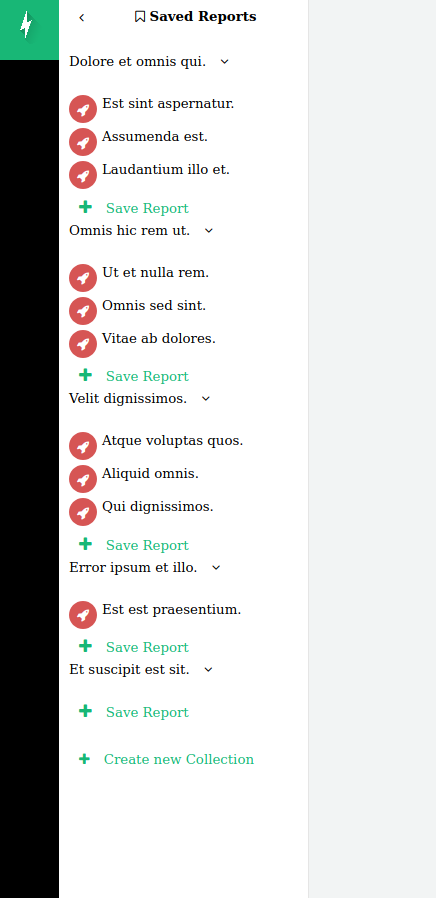 Saved Reports
Dolore et omnis qui.
Est sint aspernatur.
Assumenda est.
Laudantium illo et.
Save Report
Omnis hic rem ut.
Ut et nulla rem.
Omnis sed sint.
Vitae ab dolores.
Save Report
Velit dignissimos.
Atque voluptas quos.
Aliquid omnis.
Qui dignissimos.
Save Report
Error ipsum et illo.
Est est praesentium.
Save Report
Et suscipit est sit.
Save Report
Create new Collection